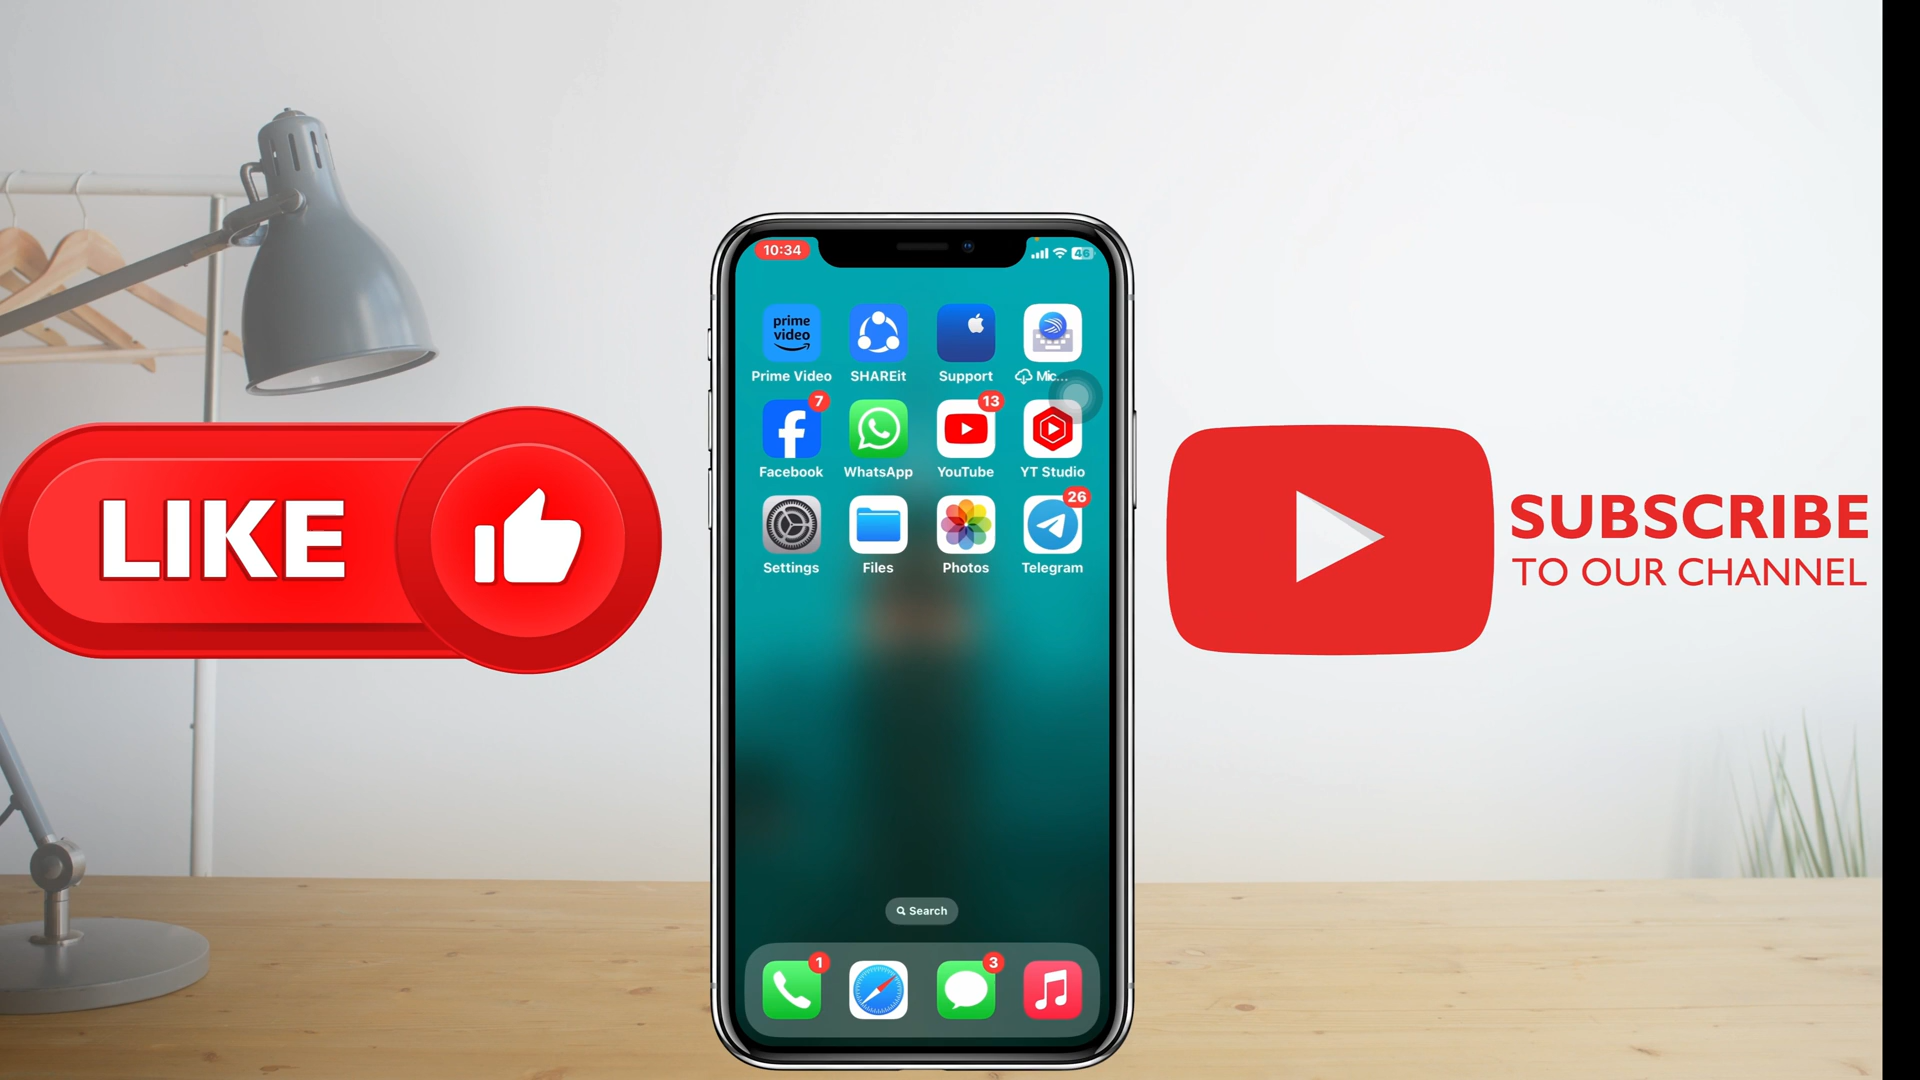 10:34
46
prime video
Prime Video
SHAREit
Support
Mic...
7
13
Facebook
WhatsApp
YouTube
YT Studio
26
Settings
Files
Photos
Telegram
LIKE
SUBSCRIBE
TO OUR CHANNEL
Search
1
3